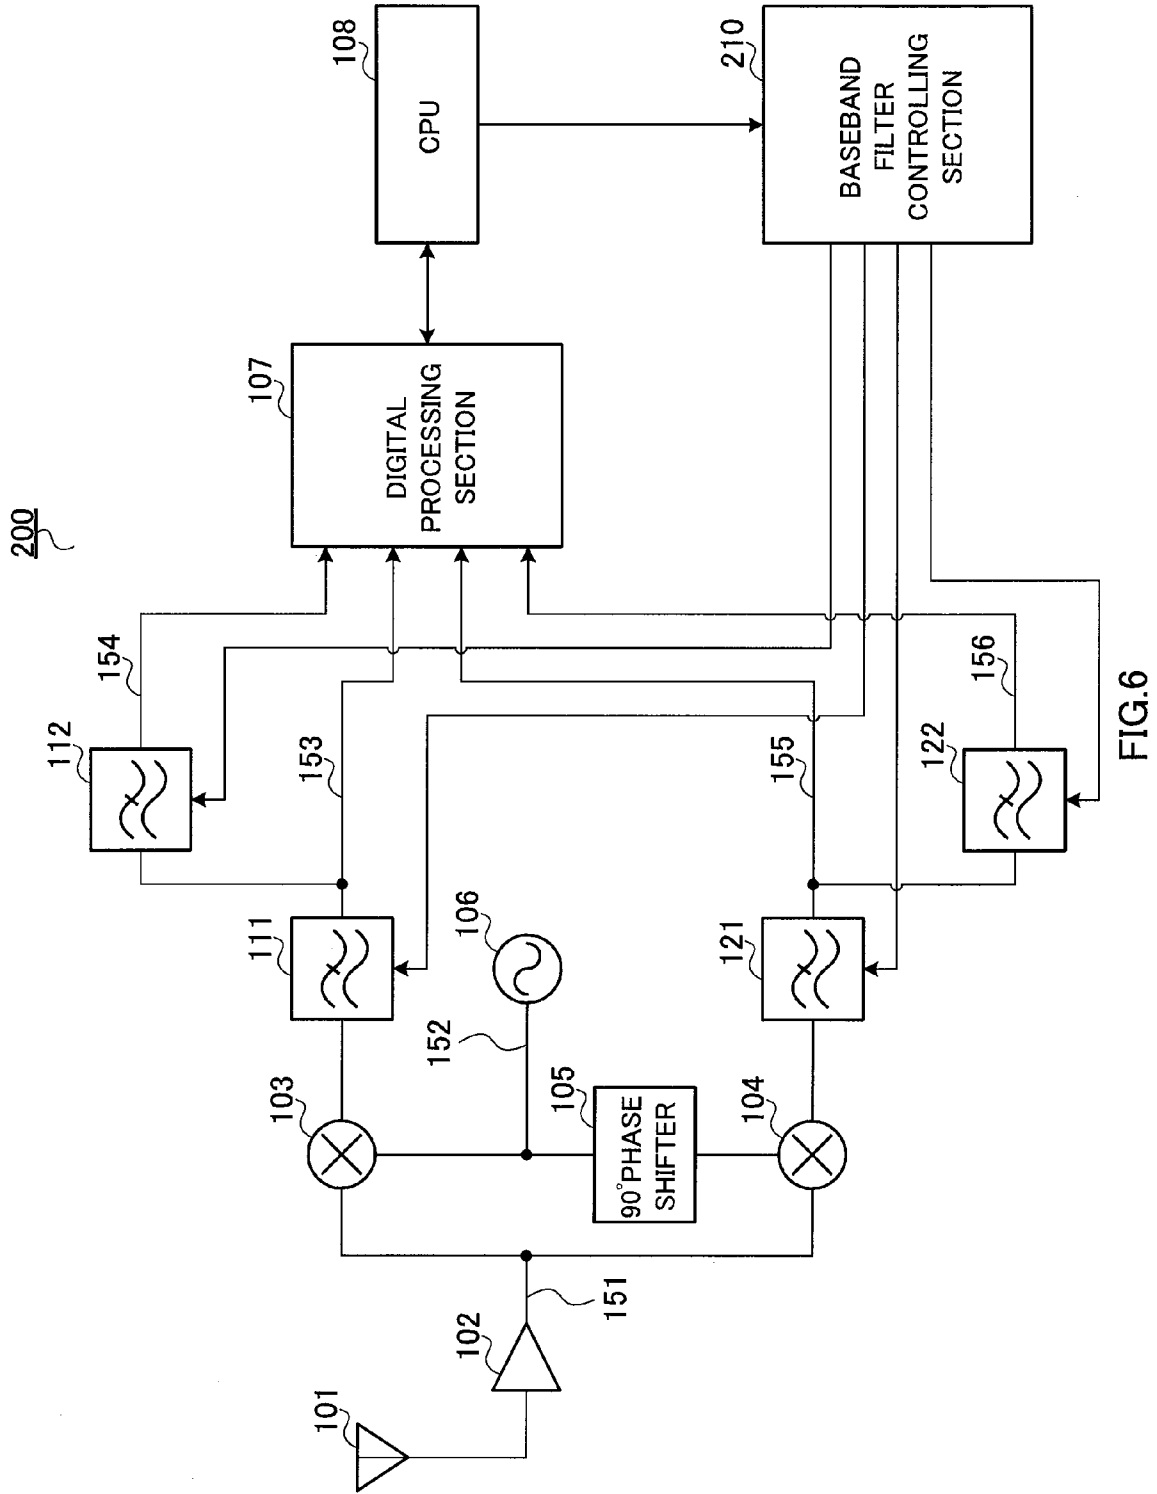 200
101
102
151
103
104
105
90°PHASE
SHIFTER
152
106
111
112
121
122
153
154
155
156
107
DIGITAL
PROCESSING
SECTION
108
CPU
210
BASEBAND
FILTER
CONTROLLING
SECTION
FIG.6